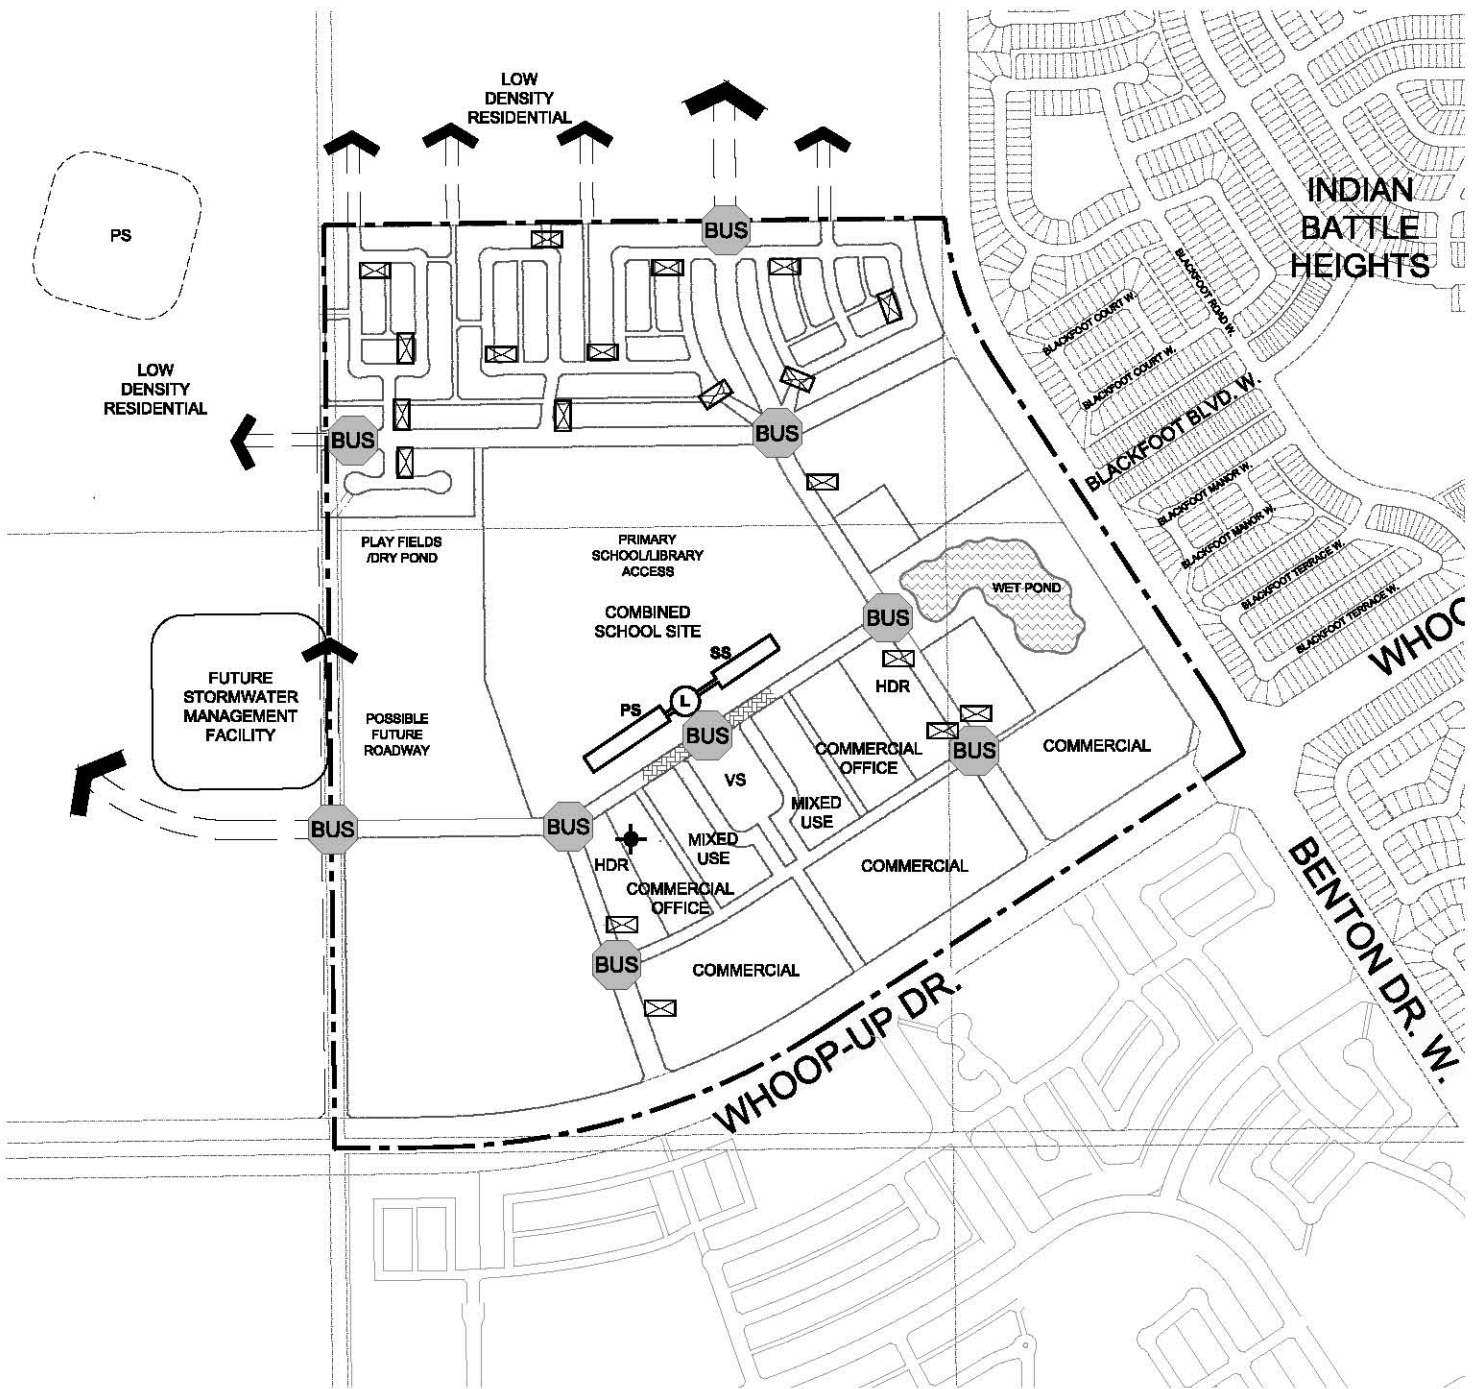 LOW
DENSITY
RESIDENTIAL
INDIAN
BATTLE
HEIGHTS
PS
BUS
BLACKFOOT ROAD W.
BLACKFOOT COURT W.
BLACKFOOT COURT W.
BLACKFOOT BLVD. W.
LOW
DENSITY
RESIDENTIAL
BUS
BUS
BLACKFOOT MANOR W.
BLACKFOOT MANOR W.
BLACKFOOT TERRACE W.
BLACKFOOT TERRACE W.
WHOO
PLAY FIELDS
/DRY POND
PRIMARY
SCHOOL/LIBRARY
ACCESS
WET POND
COMBINED
SCHOOL SITE
BUS
SS
L
PS
HDR
FUTURE
STORMWATER
MANAGEMENT
FACILITY
POSSIBLE
FUTURE
ROADWAY
BUS
COMMERCIAL
OFFICE
BUS
COMMERCIAL
VS
MIXED
USE
BUS
BUS
MIXED
USE
HDR
COMMERCIAL
OFFICE
COMMERCIAL
BUS
COMMERCIAL
WHOOP-UP DR.
BENTON DR. W.